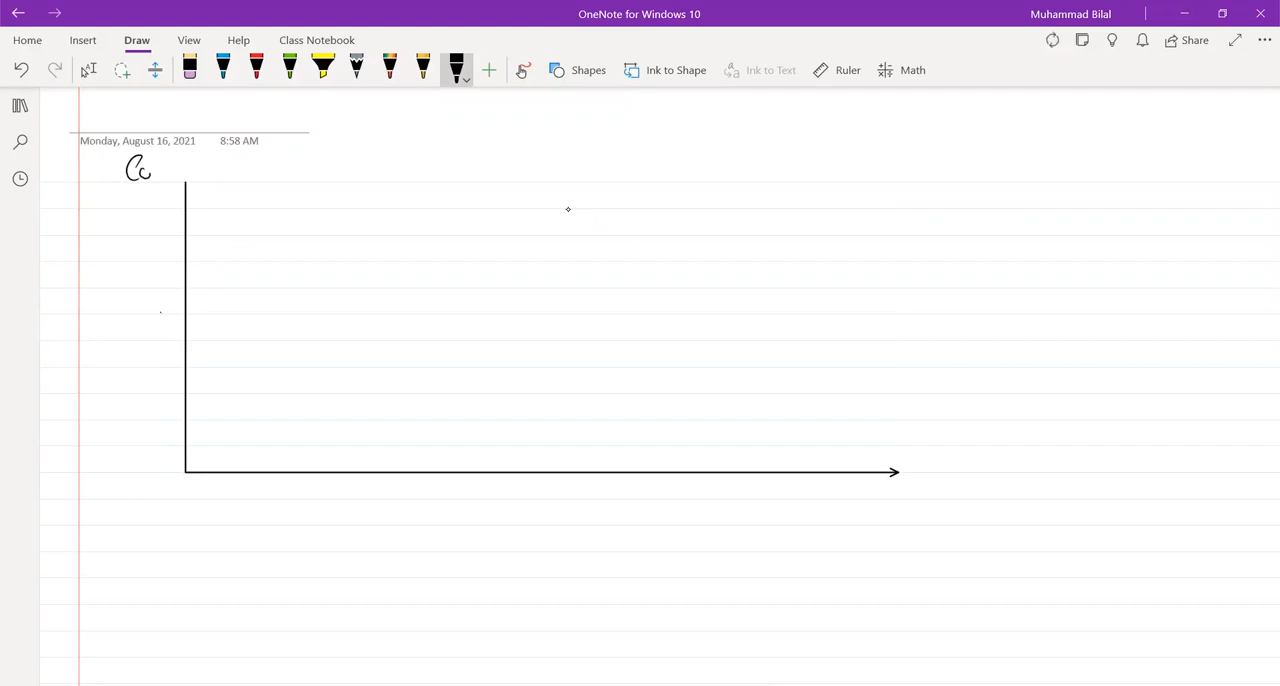 OneNote for Windows 10
Muhammad Bilal
Home Insert Draw View Help Class Notebook
Share
Shapes Ink to Shape Ink to Text Ruler Math
Monday, August 16, 2021 8:58 AM